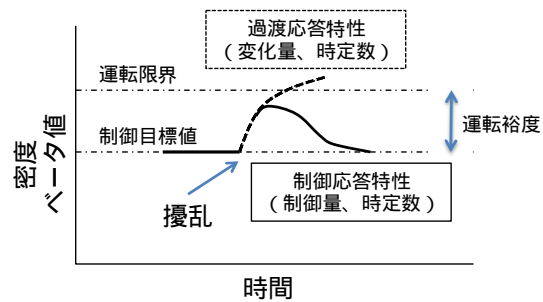 過渡応答特性
（変化量、時定数）
運転限界
運転裕度
制御目標値
密度
ベータ値
制御応答特性
（制御量、時定数）
擾乱
時間